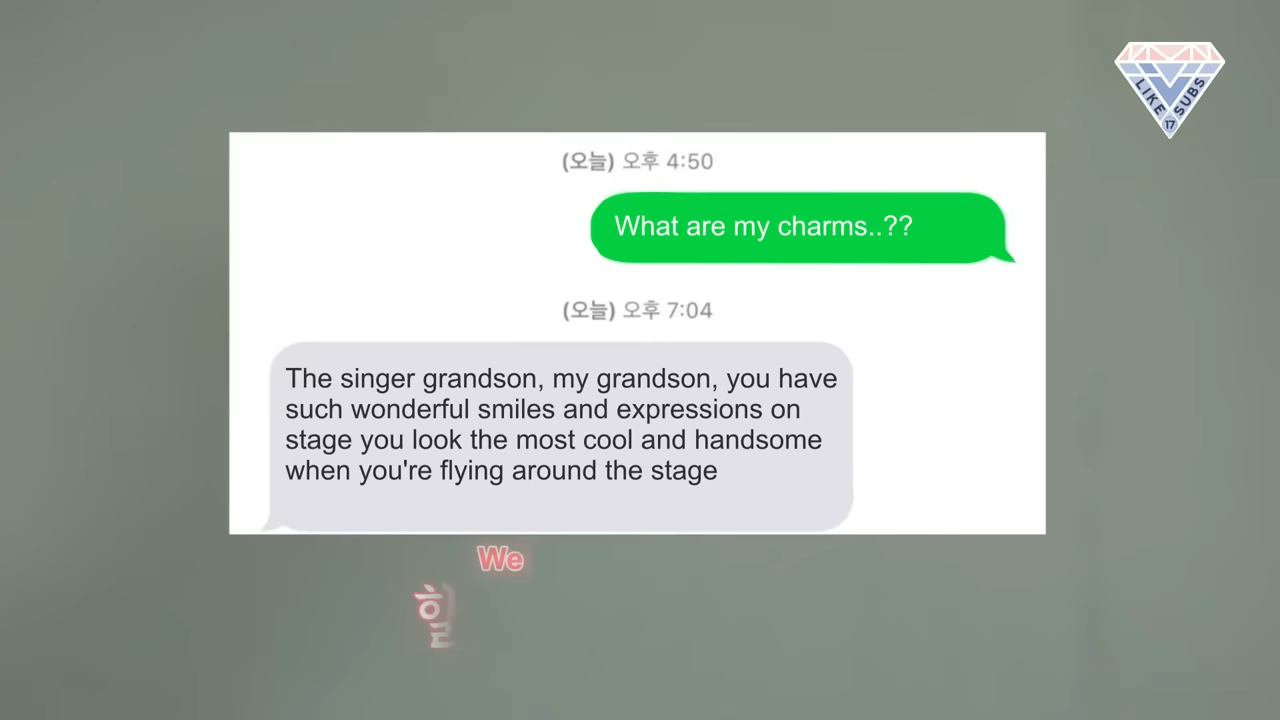 LIKE SUBS
17
(오늘) 오후 4:50
What are my charms..??
(오늘) 오후 7:04
The singer grandson, my grandson, you have
such wonderful smiles and expressions on
stage you look the most cool and handsome
when you're flying around the stage
We